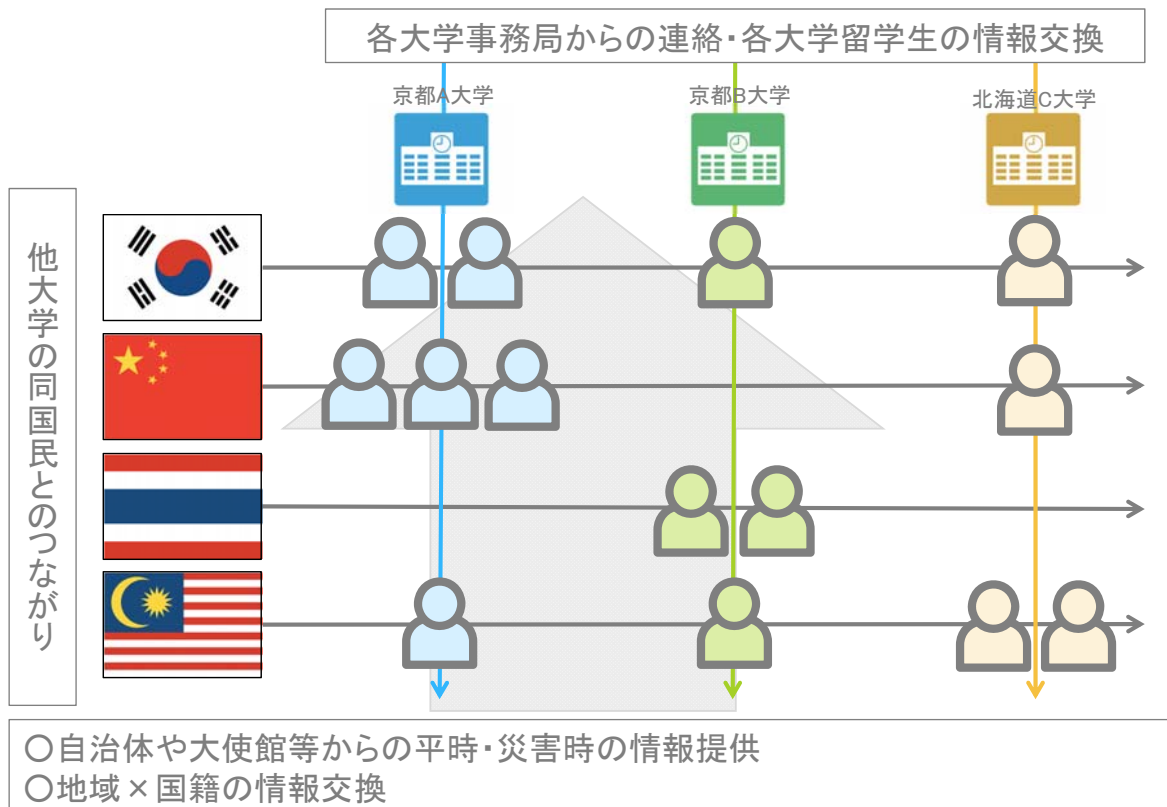 各大学事務局からの連絡・各大学留学生の情報交換
京都A大学
京都B大学
北海道C大学
他大学の同国民とのつながり
〇自治体や大使館等からの平時・災害時の情報提供
〇地域×国籍の情報交換